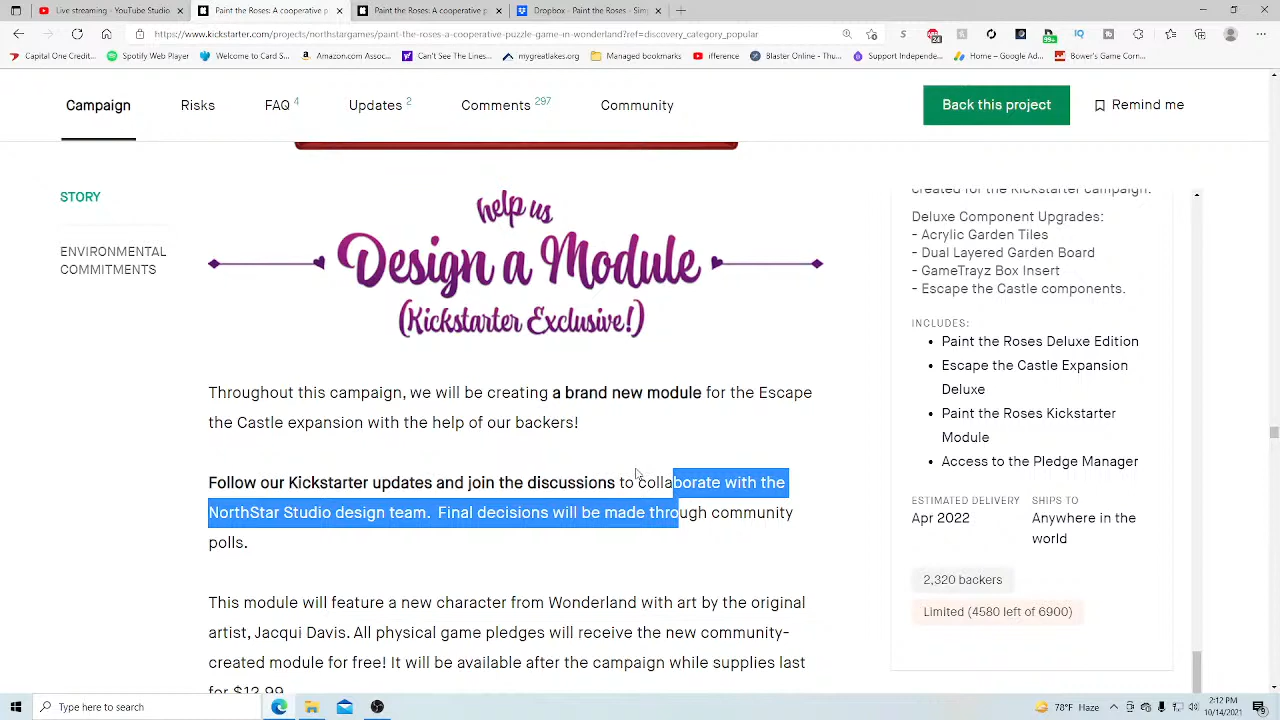 Live streaming - YouTube Studio
Paint the Roses: A cooperative p
Paint the Roses: A cooperative p
Dropbox - Paint the Roses - Sim
https://www.kickstarter.com/projects/northstargames/paint-the-roses-a-cooperative-puzzle-game-in-wonderland?ref=discovery_category_popular
Capital One Credit...
Spotify Web Player
Welcome Card S...
Amazon.com...
Can't See The Lines...
mygreatlakes.org
Managed bookmarks
ifference
Blaster Online - The...
Support Independe...
Home – Google Ad...
Bower's Game Corn...
Campaign
Risks
FAQ 4
Updates 2
Comments 297
Community
Back this project
Remind me
STORY
ENVIRONMENTAL
COMMITMENTS
help us
Design a Module
(Kickstarter Exclusive!)
Throughout this campaign, we will be creating a brand new module for the Escape
the Castle expansion with the help of our backers!
Follow our Kickstarter updates and join the discussions to collaborate with the
NorthStar Studio design team. Final decisions will be made through community
polls.
This module will feature a new character from Wonderland with art by the original
artist, Jacqui Davis. All physical game pledges will receive the new community-
created module for free! It will be available after the campaign while supplies last
for $12.99
created for the Kickstarter campaign.
Deluxe Component Upgrades:
- Acrylic Garden Tiles
- Dual Layered Garden Board
- GameTrayz Box Insert
- Escape the Castle components.
INCLUDES:
• Paint the Roses Deluxe Edition
• Escape the Castle Expansion
Deluxe
• Paint the Roses Kickstarter
Module
• Access to the Pledge Manager
ESTIMATED DELIVERY
Apr 2022
SHIPS TO
Anywhere in the
world
2,320 backers
Limited (4580 left of 6900)
Type here to search
78°F Haze
2:12 PM
10/14/2021